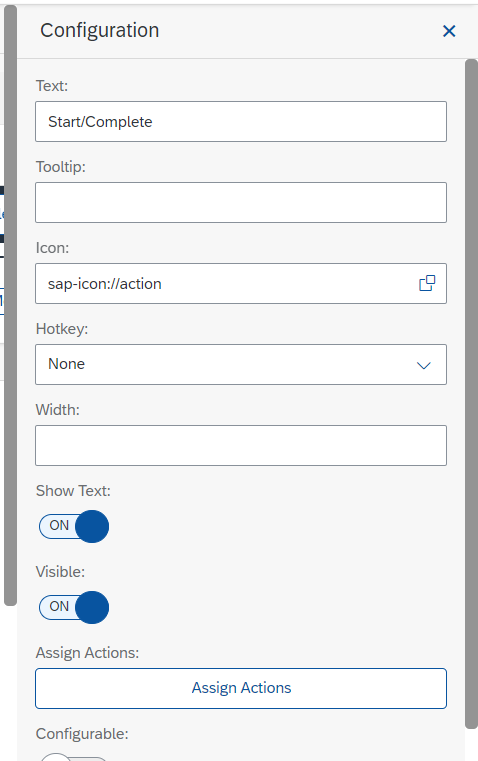 Configuration
Text:
Start/Complete
Tooltip:
Icon:
sap-icon://action
Hotkey:
None
Width:
Show Text:
ON
Visible:
ON
Assign Actions:
Assign Actions
Configurable: